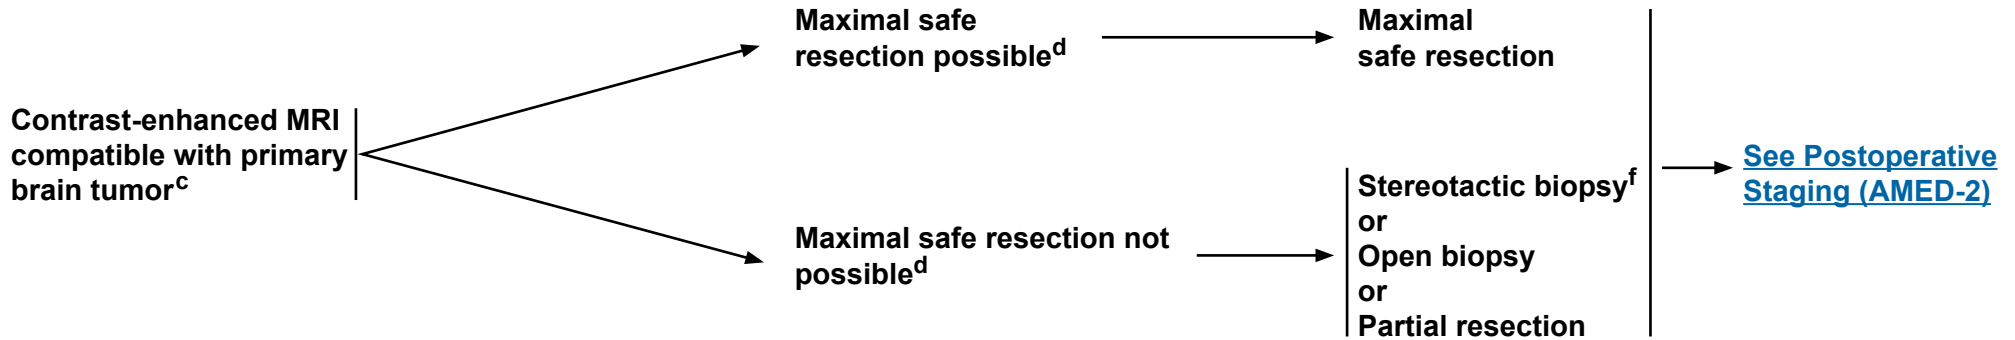 Contrast-enhanced MRI
compatible with primary
brain tumorc
Maximal safe
resection possibled
Maximal safe resection not
possibled
Maximal
safe resection
Stereotactic biopsyf
or
Open biopsy
or
Partial resection
See Postoperative
Staging (AMED-2)